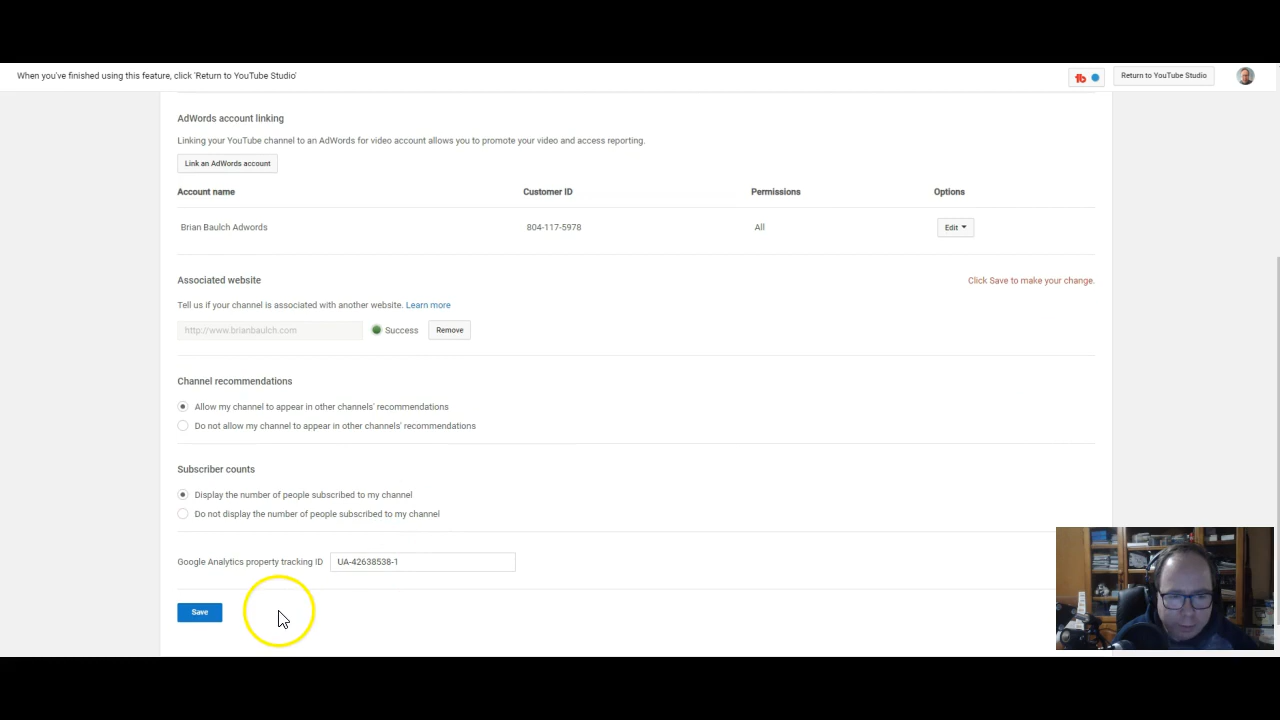 When you've finished using this feature, click 'Return to YouTube Studio'
Return to YouTube Studio
AdWords account linking
Linking your YouTube channel to an AdWords for video account allows you to promote your video and access reporting.
Link an AdWords account
Account name Customer ID Permissions Options
Brian Baulch Adwords 804-117-5978 All Edit
Associated website Click Save to make your change.
Tell us if your channel is associated with another website. Learn more
http://www.brianbaulch.com Success Remove
Channel recommendations
Allow my channel to appear in other channels' recommendations
Do not allow my channel to appear in other channels' recommendations
Subscriber counts
Display the number of people subscribed to my channel
Do not display the number of people subscribed to my channel
Google Analytics property tracking ID UA-42638538-1
Save